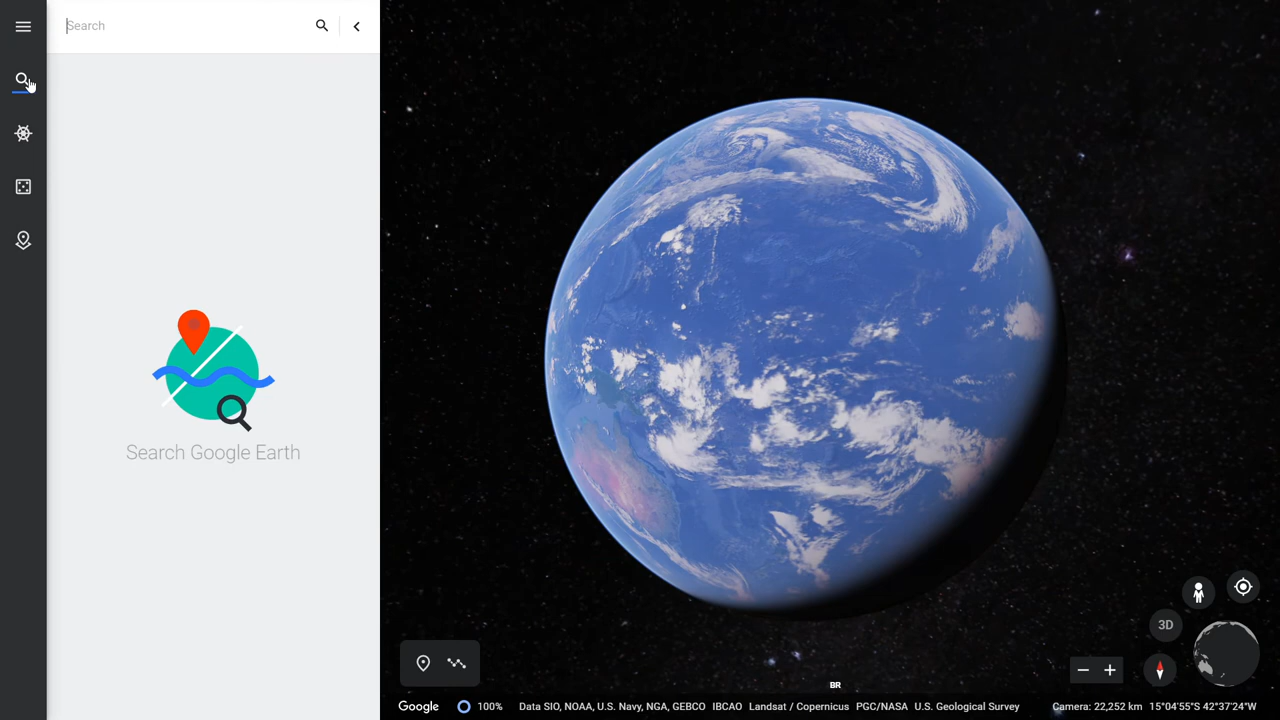 Search
Search Google Earth
3D
BR
Google 100% Data SIO, NOAA, U.S. Navy, NGA, GEBCO IBCAO Landsat / Copernicus PGC/NASA U.S. Geological Survey Camera: 22,252 km 15°04'55"S 42°37'24"W